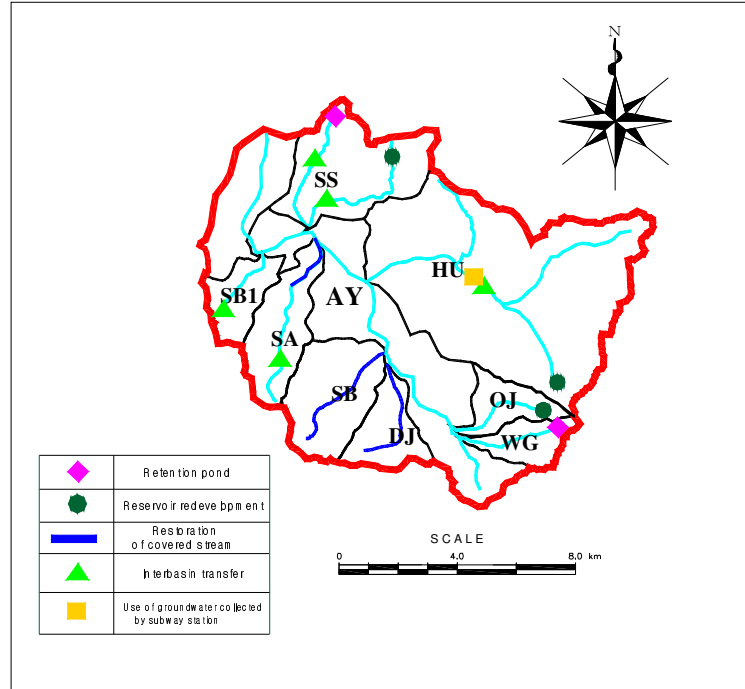 N
SS
HU
SB1
AY
SA
SB
OJ
DJ
WG
Retention pond
Reservoir redevelopment
Restoration
of covered stream
Interbasin transfer
Use of groundwater collected
by subway station
SCALE
0 4.0 8.0 km